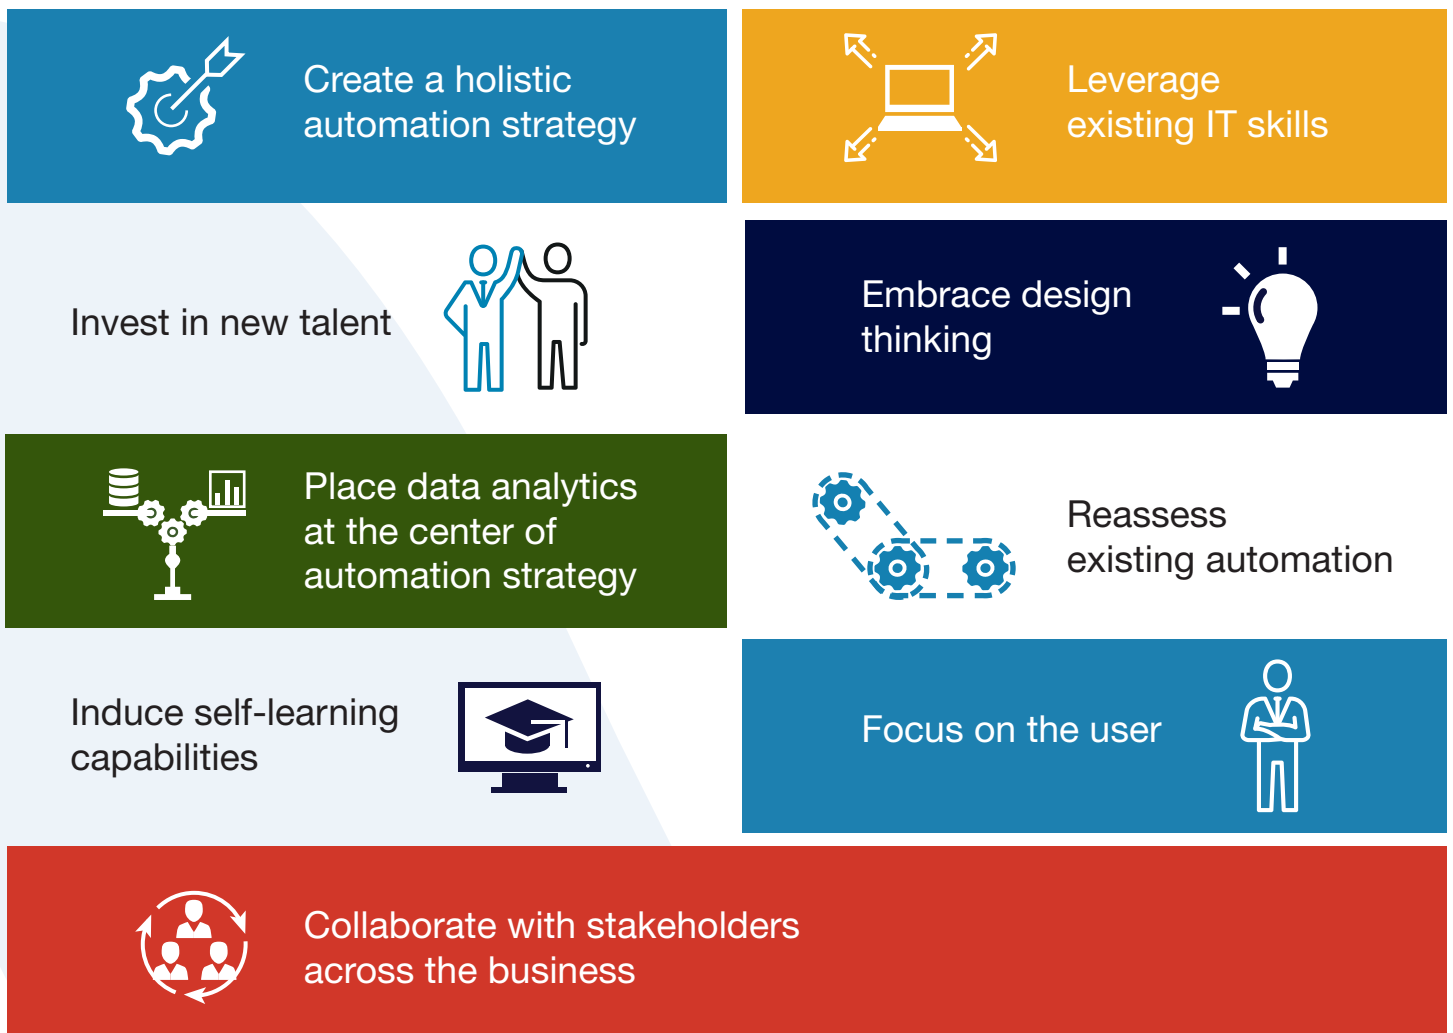 Create a holistic
automation strategy
Leverage
existing IT skills
Invest in new talent
Embrace design
thinking
Place data analytics
at the center of
automation strategy
Reassess
existing automation
Induce self-learning
capabilities
Focus on the user
Collaborate with stakeholders
across the business